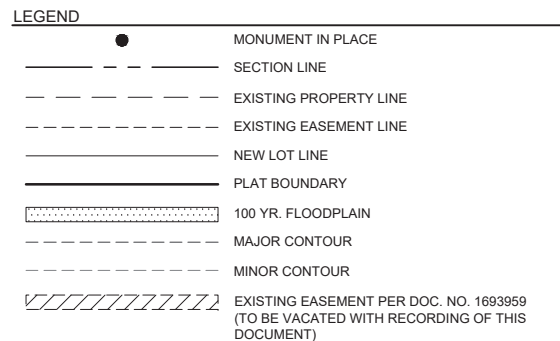 LEGEND
MONUMENT IN PLACE
SECTION LINE
EXISTING PROPERTY LINE
EXISTING EASEMENT LINE
NEW LOT LINE
PLAT BOUNDARY
100 YR. FLOODPLAIN
MAJOR CONTOUR
MINOR CONTOUR
EXISTING EASEMENT PER DOC. NO. 1693959
(TO BE VACATED WITH RECORDING OF THIS
DOCUMENT)